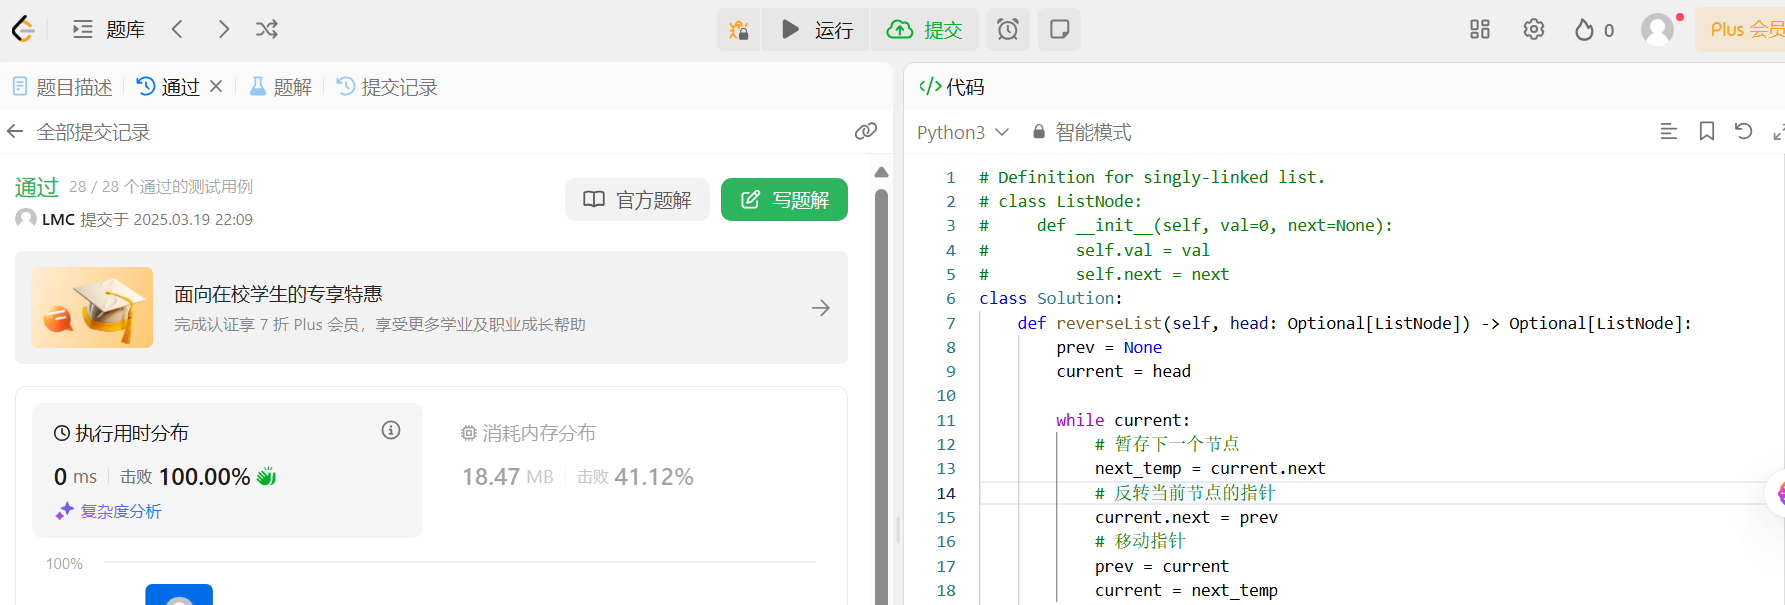 题库
运行
提交
0
Plus 会员
题目描述
通过
题解
提交记录
全部提交记录
通过 28 / 28 个通过的测试用例
LMC 提交于 2025.03.19 22:09
官方题解
写题解
面向在校学生的专享特惠
完成认证享 7 折 Plus 会员，享受更多学业及职业成长帮助
执行用时分布
0 ms 击败 100.00%
复杂度分析
消耗内存分布
18.47 MB 击败 41.12%
100%
</> 代码
Python3
智能模式
1 # Definition for singly-linked list.
2 # class ListNode:
3 #     def __init__(self, val=0, next=None):
4 #         self.val = val
5 #         self.next = next
6 class Solution:
7     def reverseList(self, head: Optional[ListNode]) -> Optional[ListNode]:
8         prev = None
9         current = head
10
11         while current:
12             # 暂存下一个节点
13             next_temp = current.next
14             # 反转当前节点的指针
15             current.next = prev
16             # 移动指针
17             prev = current
18             current = next_temp